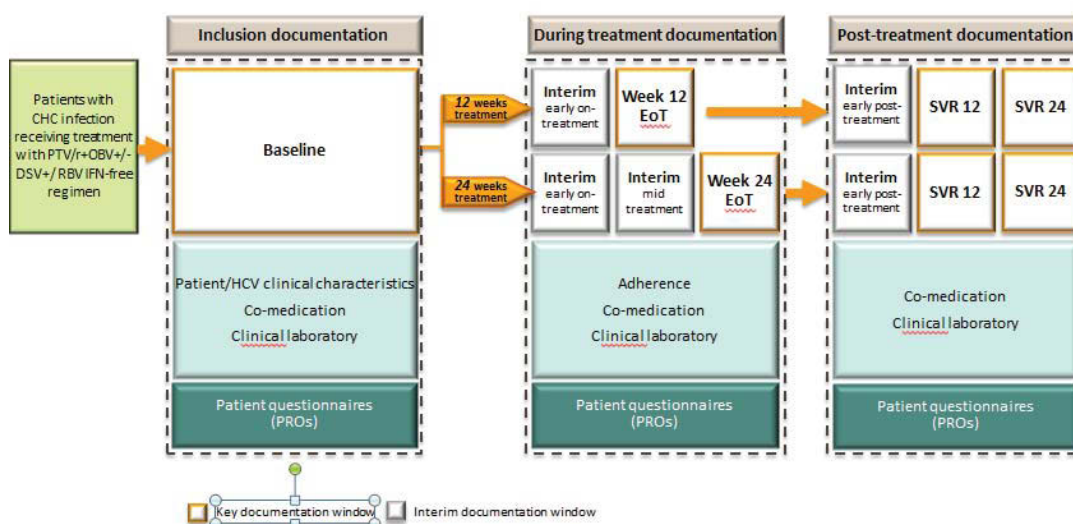 Inclusion documentation
During treatment documentation
Post-treatment documentation
Patients with
CHC infection
receiving treatment
with PTV/r+OBV+/-
DSV+/ RBV IFN-free
regimen
Baseline
12 weeks
treatment
24 weeks
treatment
Interim
early on-
treatment
Week 12
EoT
Interim
early on-
treatment
Interim
mid
treatment
Week 24
EoT
Interim
early post-
treatment
SVR 12
SVR 24
Interim
early post-
treatment
SVR 12
SVR 24
Patient/HCV clinical characteristics
Co-medication
Clinical laboratory
Adherence
Co-medication
Clinical laboratory
Co-medication
Clinical laboratory
Patient questionnaires
(PROs)
Patient questionnaires
(PROs)
Patient questionnaires
(PROs)
Key documentation window
Interim documentation window